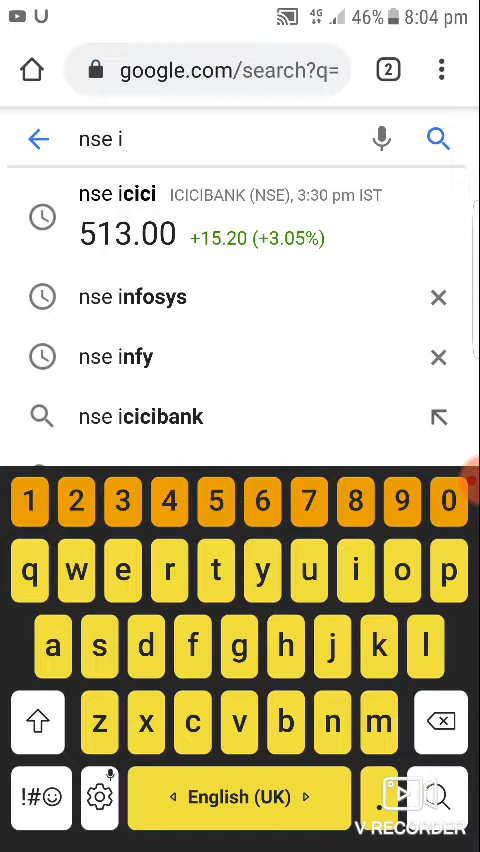 4G 46% 8:04 pm
google.com/search?q=
2
nse i
nse icici ICICIBANK (NSE), 3:30 pm IST
513.00 +15.20 (+3.05%)
nse infosys
nse infy
nse icicibank
1 2 3 4 5 6 7 8 9 0
q w e r t y u i o p
a s d f g h j k l
z x c v b n m
!#☺ English (UK) .
V RECORDER